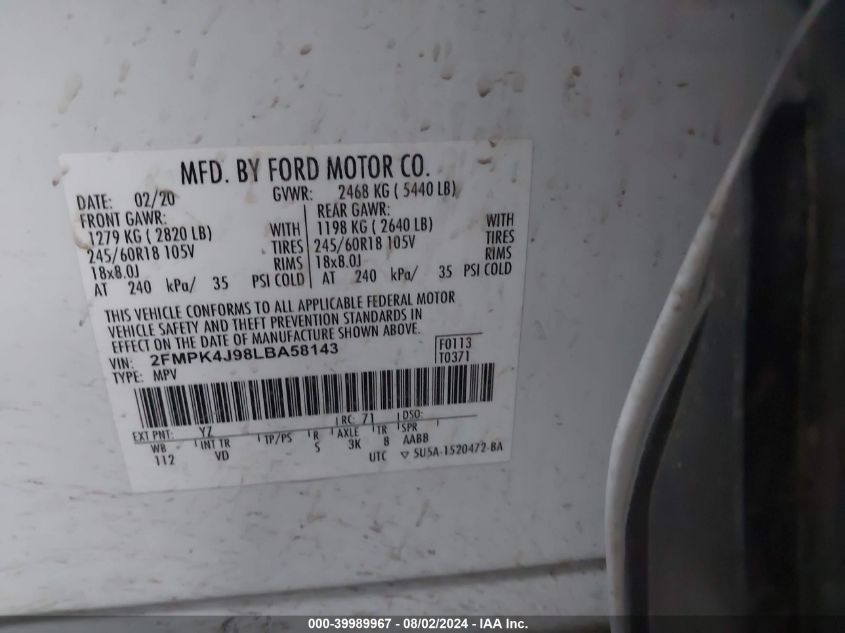 MFD. BY FORD MOTOR CO.
DATE: 02/20 GVWR: 2468 KG ( 5440 LB)
FRONT GAWR: REAR GAWR:
1279 KG ( 2820 LB) WITH 1198 KG ( 2640 LB) WITH
245/60R18 105V TIRES 245/60R18 105V TIRES
18x8.0J RIMS 18x8.0J RIMS
AT 240 kPa/ 35 PSI COLD AT 240 kPa/ 35 PSI COLD
THIS VEHICLE CONFORMS TO ALL APPLICABLE FEDERAL MOTOR
VEHICLE SAFETY AND THEFT PREVENTION STANDARDS IN
EFFECT ON THE DATE OF MANUFACTURE SHOWN ABOVE.
VIN: 2FMPK4J98LBA58143 F0113
TYPE: MPV T0371
EXT PNT: YZ RC: 71 DSO:
WB INT TR TP/PS R AXLE TR SPR
112 VD S 3K 8 AABB
UTC ▽ 5U5A-1520472-BA
000-39989967 - 08/02/2024 - IAAI.com